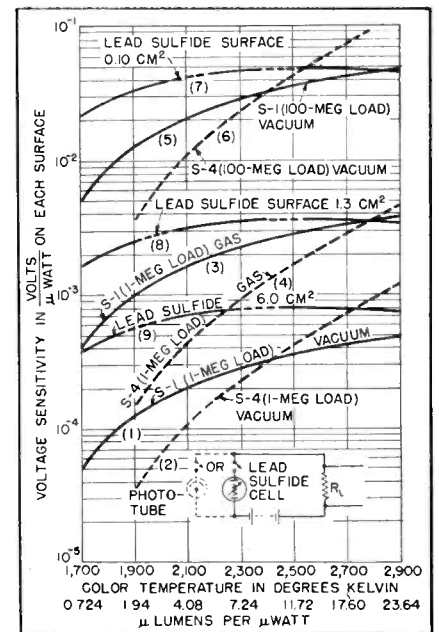 10⁻¹
LEAD SULFIDE SURFACE
0.10 CM²
(7)
S-1 (100-MEG LOAD)
VACUUM
(5)
(6)
10⁻²
S-4 (100-MEG LOAD) VACUUM
LEAD SULFIDE SURFACE 1.3 CM²
(8)
S-1 (1-MEG LOAD) GAS
(3)
GAS
(4)
10⁻³
LEAD SULFIDE
6.0 CM²
(9)
S-4 (1-MEG LOAD)
S-1 (1-MEG LOAD)
VACUUM
S-4 (1-MEG LOAD)
VACUUM
10⁻⁴
(1)
(2)
OR
LEAD
SULFIDE
CELL
PHOTO-
TUBE
R_L
10⁻⁵
VOLTAGE SENSITIVITY IN VOLTS / μ WATT ON EACH SURFACE
1,700 1,900 2,100 2,300 2,500 2,700 2,900
COLOR TEMPERATURE IN DEGREES KELVIN
0.724 1.94 4.08 7.24 11.72 17.60 23.64
μ LUMENS PER μWATT